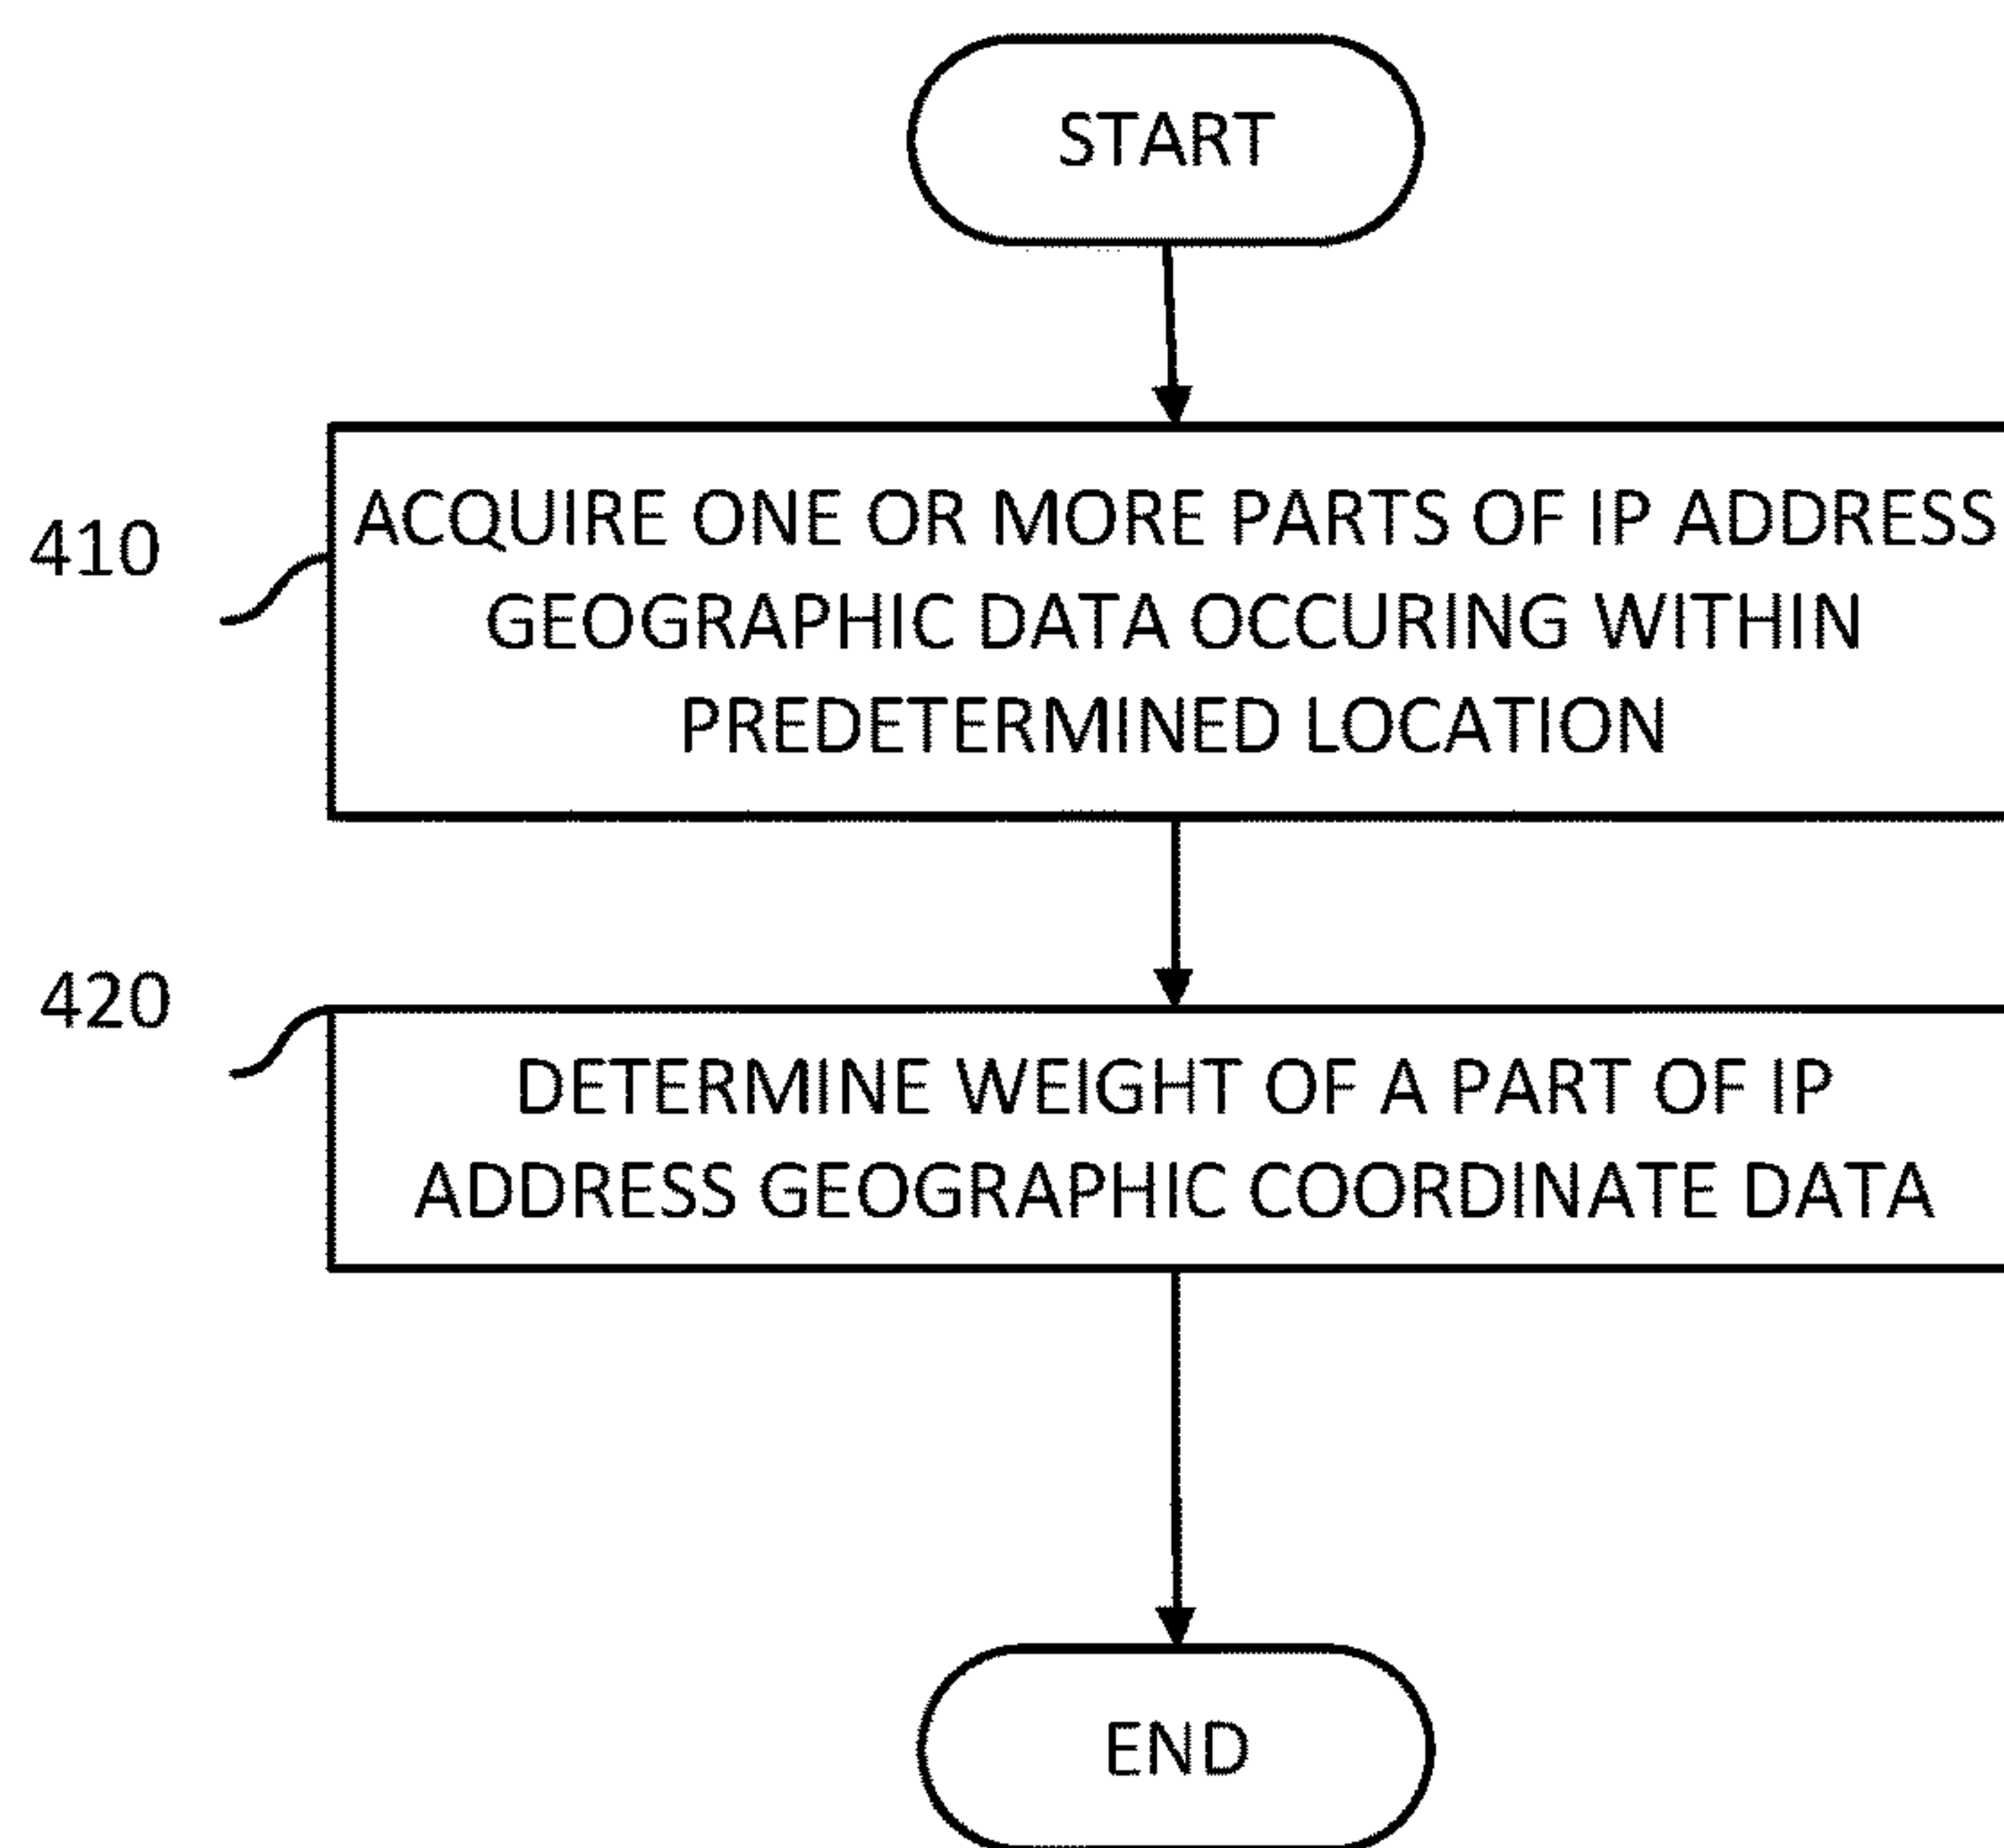 START
410
ACQUIRE ONE OR MORE PARTS OF IP ADDRESS
GEOGRAPHIC DATA OCCURING WITHIN
PREDETERMINED LOCATION
420
DETERMINE WEIGHT OF A PART OF IP
ADDRESS GEOGRAPHIC COORDINATE DATA
END